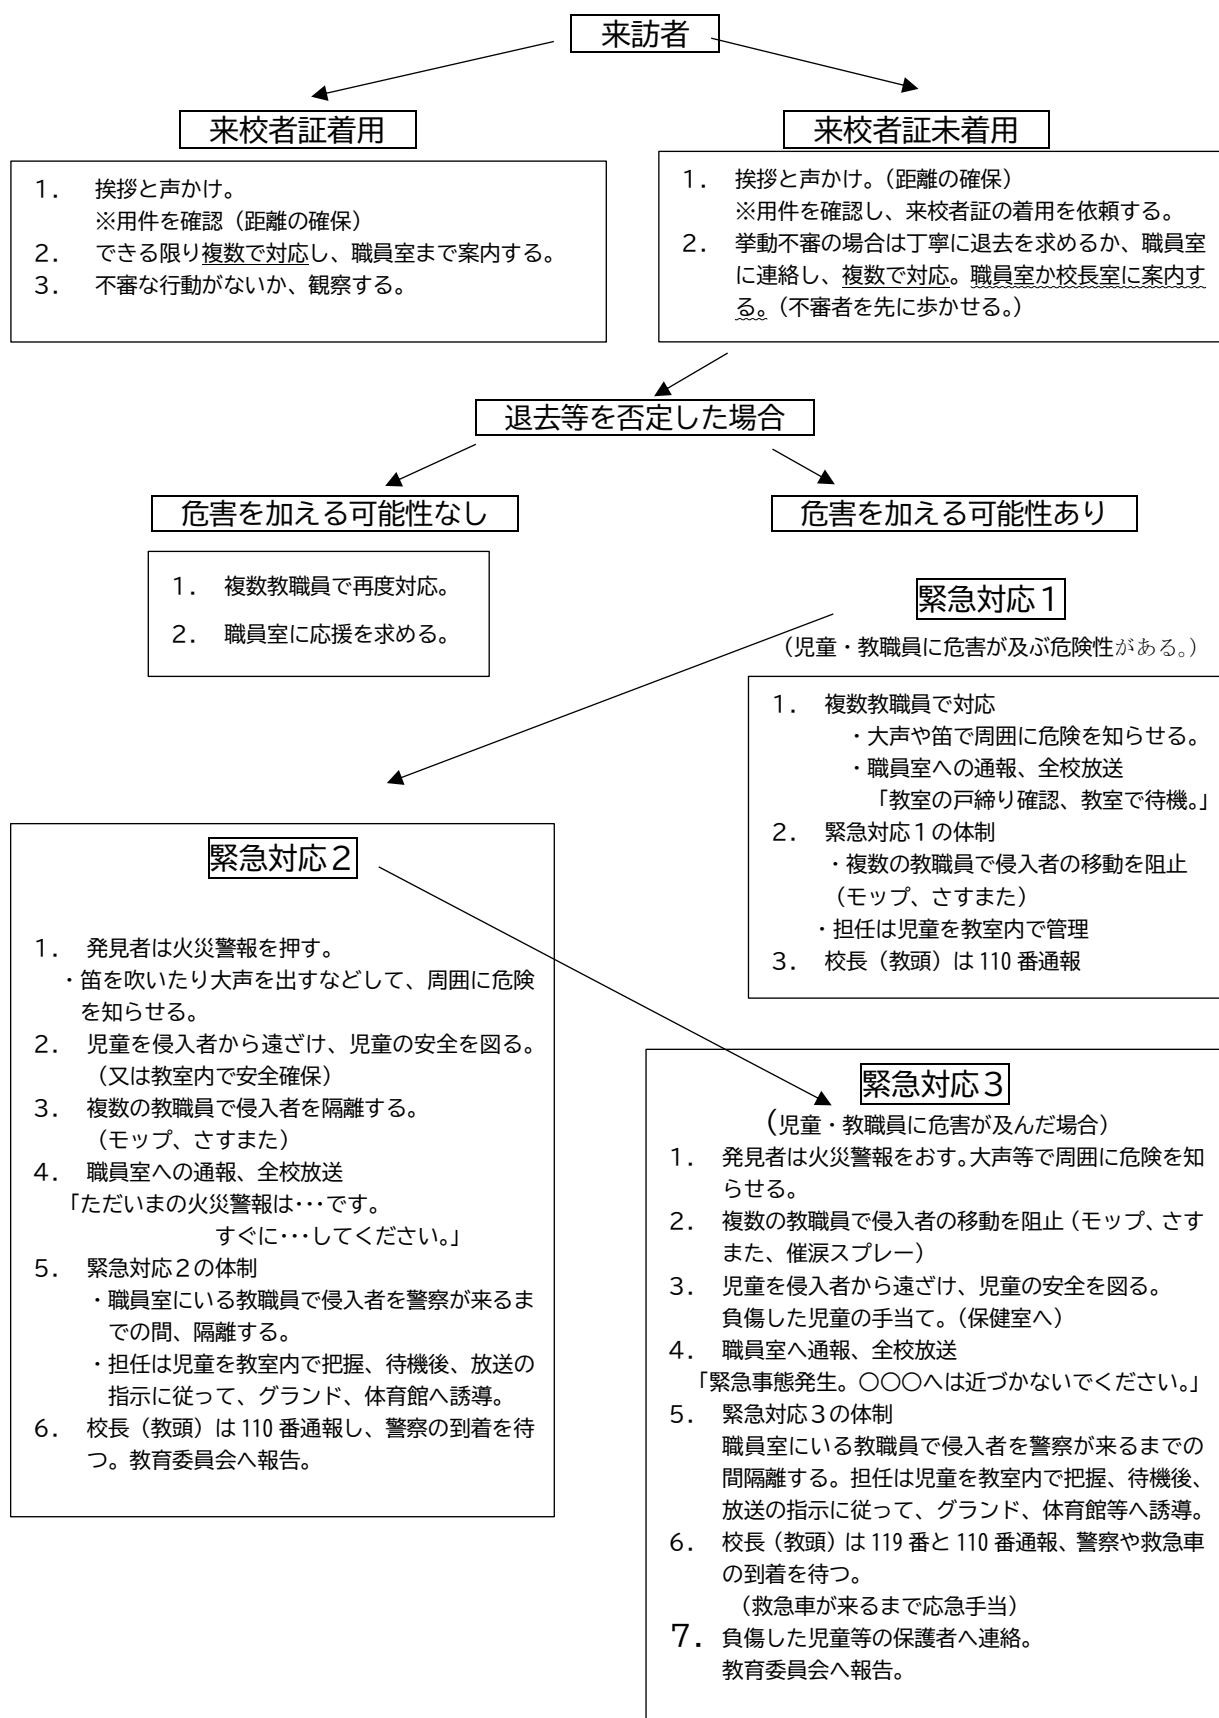 来訪者
来校者証着用
1. 挨拶と声かけ。
※用件を確認（距離の確保）
2. できる限り複数で対応し、職員室まで案内する。
3. 不審な行動がないか、観察する。
来校者証未着用
1. 挨拶と声かけ。（距離の確保）
※用件を確認し、来校者証の着用を依頼する。
2. 挙動不審の場合は丁寧に退去を求めるか、職員室
に連絡し、複数で対応。職員室か校長室に案内す
る。（不審者を先に歩かせる。）
退去等を否定した場合
危害を加える可能性なし
1. 複数教職員で再度対応。
2. 職員室に応援を求める。
危害を加える可能性あり
緊急対応１
（児童・教職員に危害が及ぶ危険性がある。）
1. 複数教職員で対応
・大声や笛で周囲に危険を知らせる。
・職員室への通報、全校放送
「教室の戸締り確認、教室で待機。」
2. 緊急対応１の体制
・複数の教職員で侵入者の移動を阻止
（モップ、さすまた）
・担任は児童を教室内で管理
3. 校長（教頭）は 110 番通報
緊急対応２
1. 発見者は火災警報を押す。
・笛を吹いたり大声を出すなどして、周囲に危険
を知らせる。
2. 児童を侵入者から遠ざけ、児童の安全を図る。
（又は教室内で安全確保）
3. 複数の教職員で侵入者を隔離する。
（モップ、さすまた）
4. 職員室への通報、全校放送
「ただいまの火災警報は･･･です。
すぐに･･･してください。」
5. 緊急対応２の体制
・職員室にいる教職員で侵入者を警察が来るま
での間、隔離する。
・担任は児童を教室内で把握、待機後、放送の
指示に従って、グランド、体育館へ誘導。
6. 校長（教頭）は 110 番通報し、警察の到着を待
つ。教育委員会へ報告。
緊急対応３
（児童・教職員に危害が及んだ場合）
1. 発見者は火災警報をおす。大声等で周囲に危険を知
らせる。
2. 複数の教職員で侵入者の移動を阻止（モップ、さす
また、催涙スプレー）
3. 児童を侵入者から遠ざけ、児童の安全を図る。
負傷した児童の手当て。（保健室へ）
4. 職員室へ通報、全校放送
「緊急事態発生。○○○へは近づかないでください。」
5. 緊急対応３の体制
職員室にいる教職員で侵入者を警察が来るまでの
間隔離する。担任は児童を教室内で把握、待機後、
放送の指示に従って、グランド、体育館等へ誘導。
6. 校長（教頭）は 119 番と 110 番通報、警察や救急車
の到着を待つ。
（救急車が来るまで応急手当）
7. 負傷した児童等の保護者へ連絡。
教育委員会へ報告。